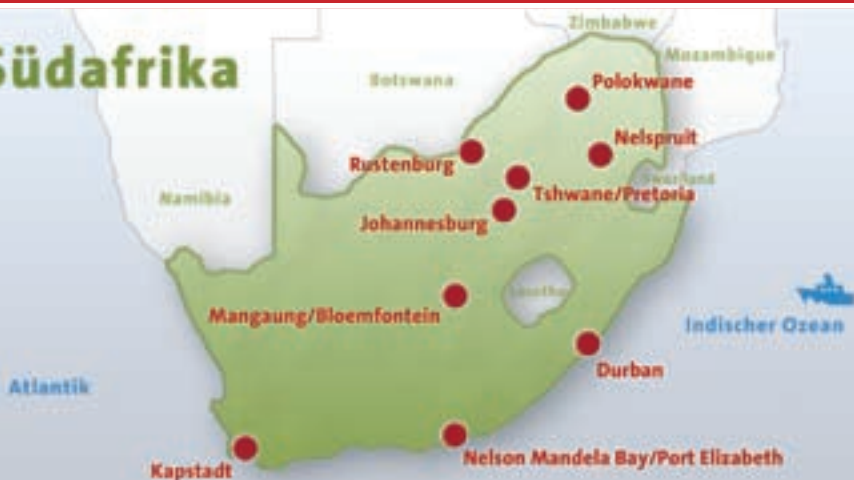 Zimbabwe
Südafrika
Mozambique
Botswana
Polokwane
Nelspruit
Rustenburg
Tshwane/Pretoria
Namibia
Johannesburg
Mangaung/Bloemfontein
Indischer Ozean
Durban
Atlantik
Nelson Mandela Bay/Port Elizabeth
Kapstadt